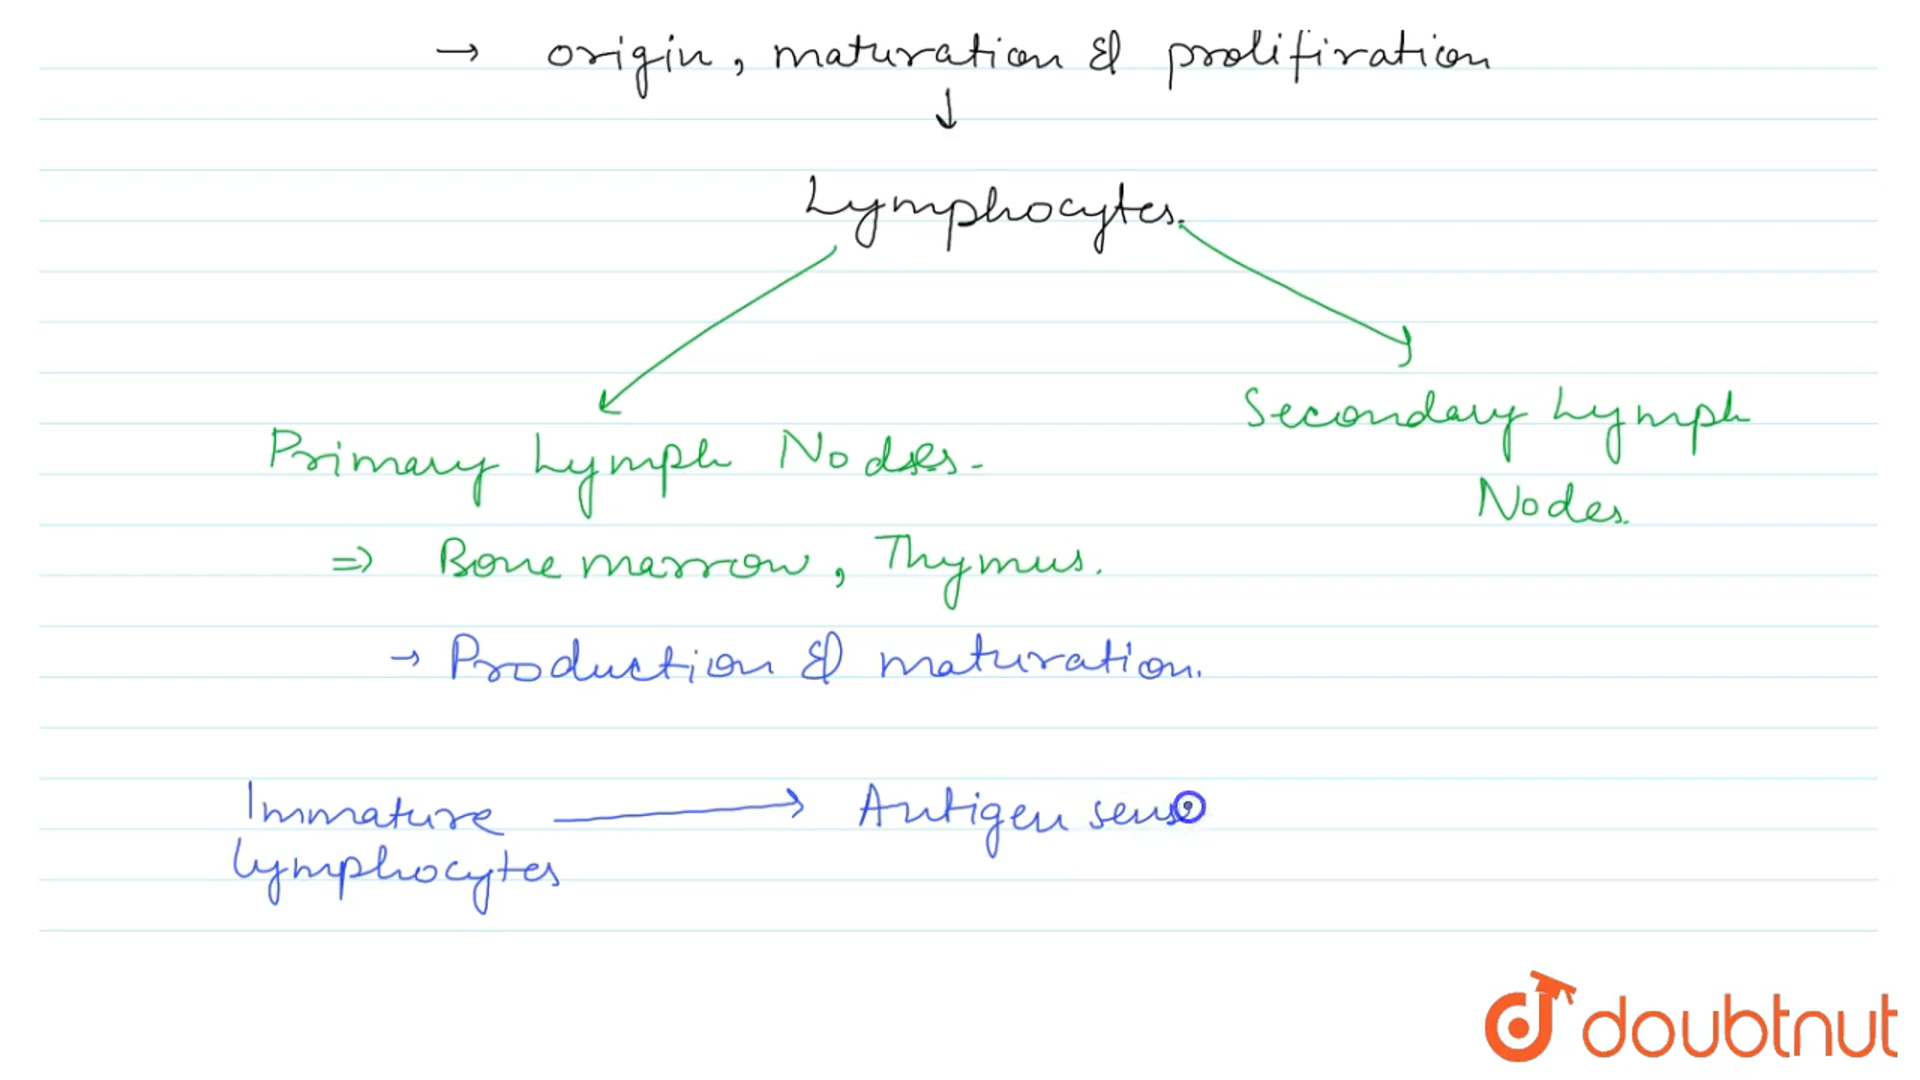 → origin, maturation & prolifiration
↓
Lymphocytes.
Secondary Lymph
Primary Lymph Nodes.
Nodes.
⇒ Bone marrow, Thymus.
→ Production & maturation.
Immature → Antigen sens
lymphocytes
doubtnut